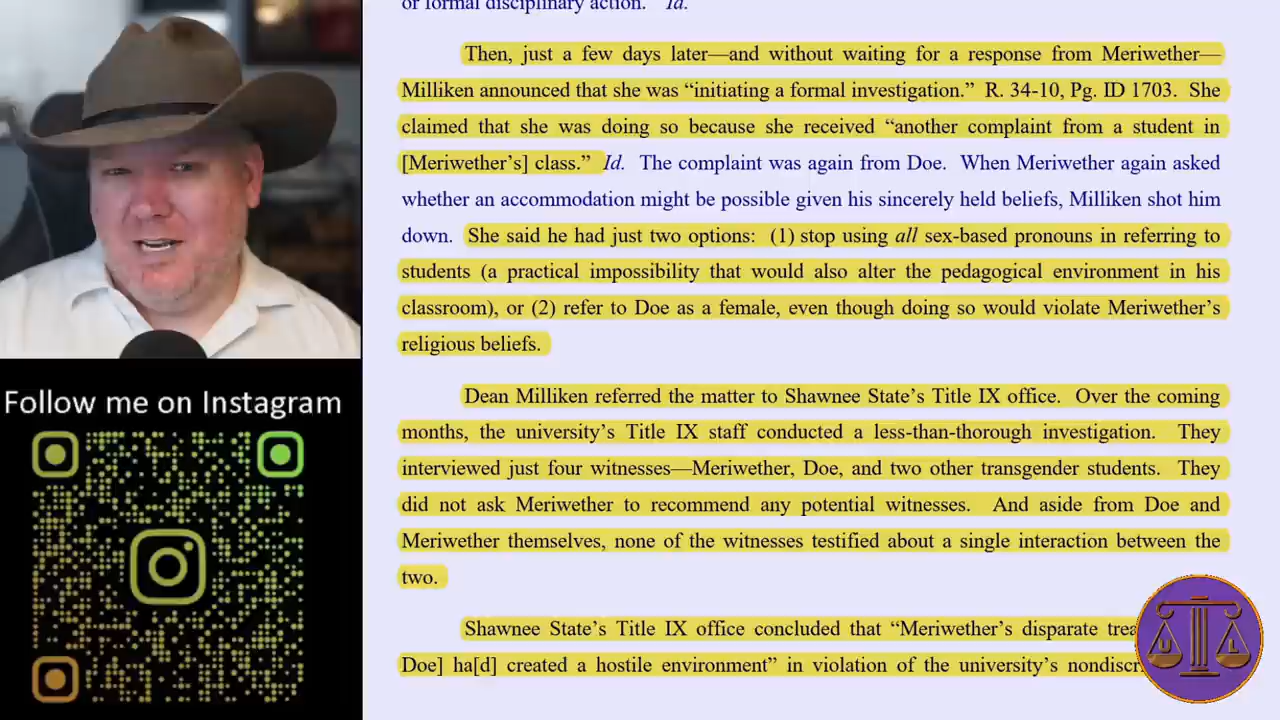 or formal disciplinary action.  Id.
Then, just a few days later—and without waiting for a response from Meriwether—
Milliken announced that she was “initiating a formal investigation.”  R. 34-10, Pg. ID 1703.  She
claimed that she was doing so because she received “another complaint from a student in
[Meriwether’s] class.”  Id.  The complaint was again from Doe.  When Meriwether again asked
whether an accommodation might be possible given his sincerely held beliefs, Milliken shot him
down.  She said he had just two options:  (1) stop using all sex-based pronouns in referring to
students (a practical impossibility that would also alter the pedagogical environment in his
classroom), or (2) refer to Doe as a female, even though doing so would violate Meriwether’s
religious beliefs.
Dean Milliken referred the matter to Shawnee State’s Title IX office.  Over the coming
months, the university’s Title IX staff conducted a less-than-thorough investigation.  They
interviewed just four witnesses—Meriwether, Doe, and two other transgender students.  They
did not ask Meriwether to recommend any potential witnesses.  And aside from Doe and
Meriwether themselves, none of the witnesses testified about a single interaction between the
two.
Shawnee State’s Title IX office concluded that “Meriwether’s disparate
Doe] ha[d] created a hostile environment” in violation of the university’s
Follow me on Instagram
U L